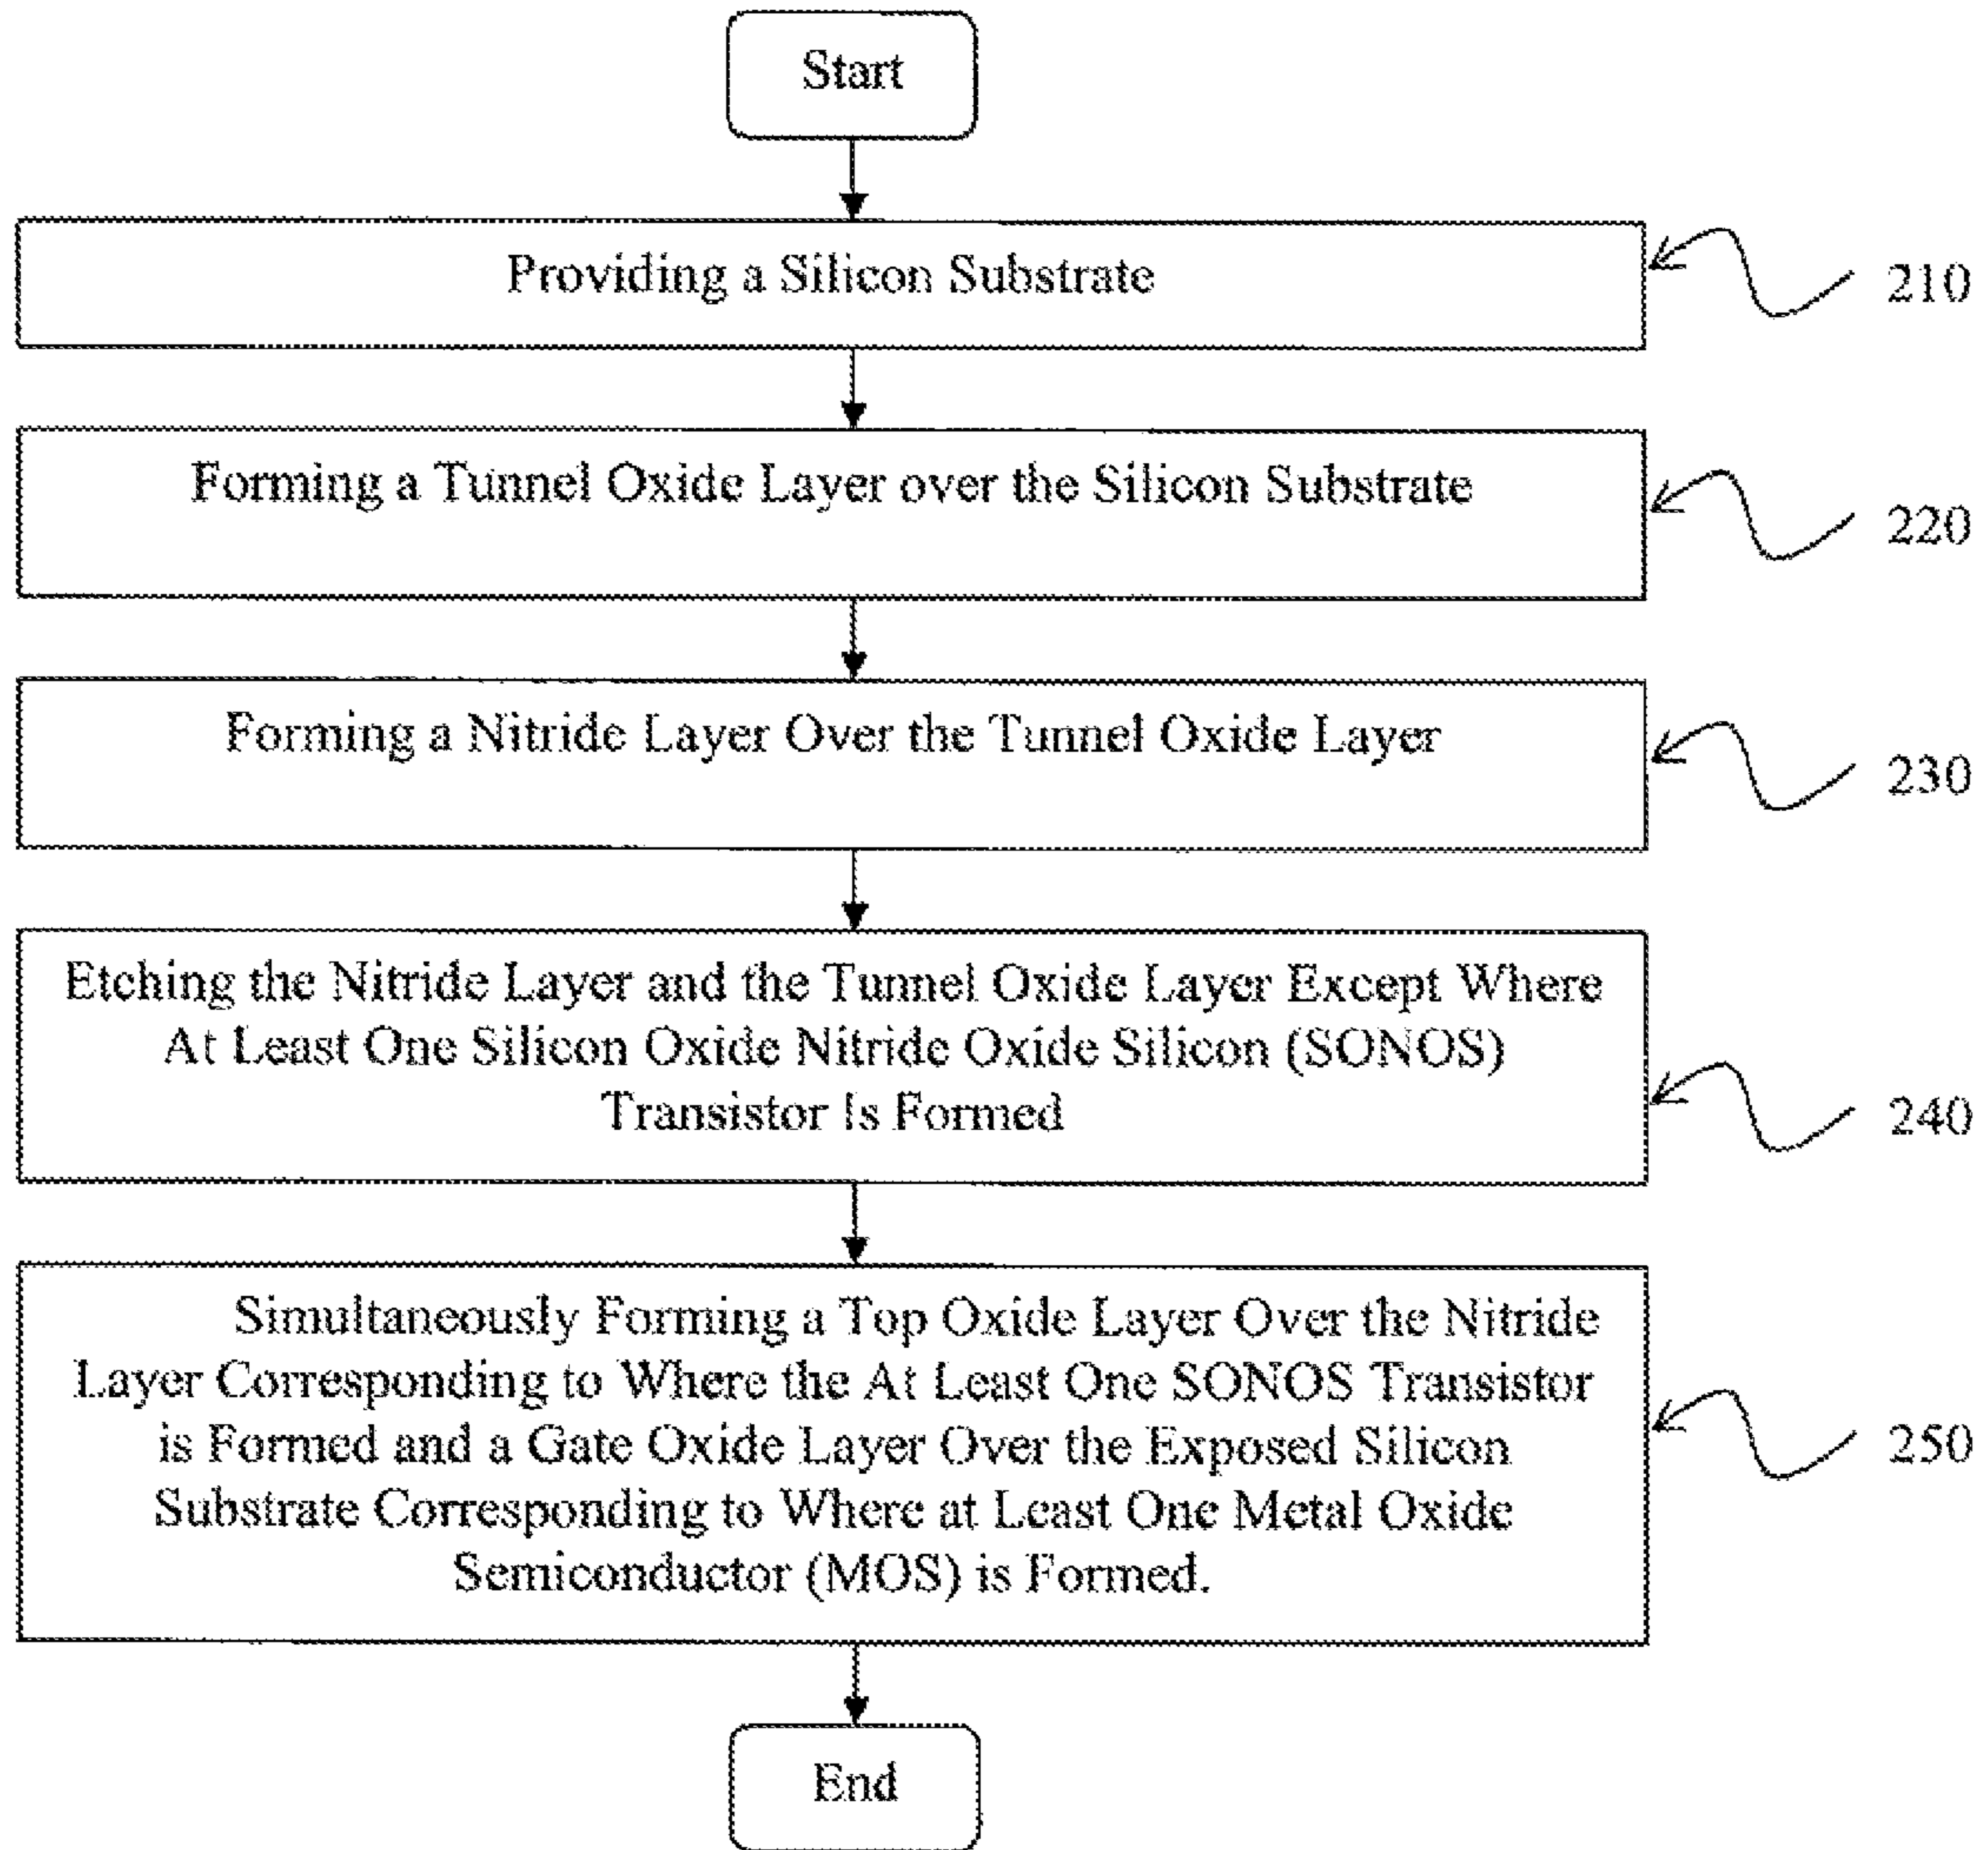 Start
Providing a Silicon Substrate
210
Forming a Tunnel Oxide Layer over the Silicon Substrate
220
Forming a Nitride Layer Over the Tunnel Oxide Layer
230
Etching the Nitride Layer and the Tunnel Oxide Layer Except Where
At Least One Silicon Oxide Nitride Oxide Silicon (SONOS)
Transistor Is Formed
240
Simultaneously Forming a Top Oxide Layer Over the Nitride
Layer Corresponding to Where the At Least One SONOS Transistor
is Formed and a Gate Oxide Layer Over the Exposed Silicon
Substrate Corresponding to Where at Least One Metal Oxide
Semiconductor (MOS) is Formed.
250
End